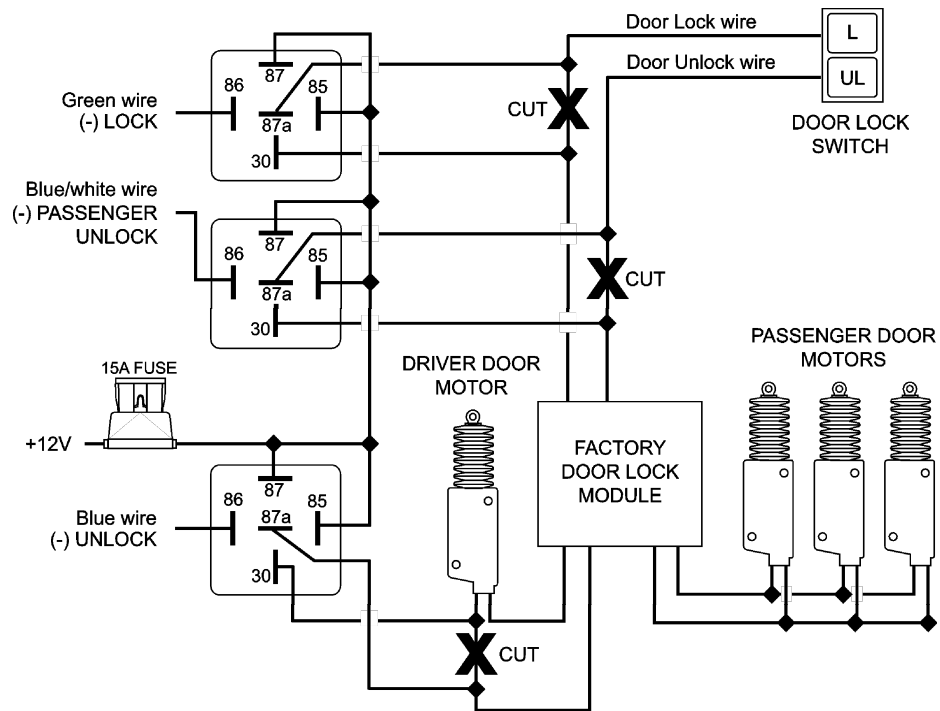 Door Lock wire
L
Door Unlock wire
UL
DOOR LOCK
SWITCH
CUT
87
86
85
87a
30
Green wire
(-) LOCK
Blue/white wire
(-) PASSENGER
UNLOCK
87
86
85
87a
30
CUT
15A FUSE
+12V
DRIVER DOOR
MOTOR
PASSENGER DOOR
MOTORS
FACTORY
DOOR LOCK
MODULE
87
86
85
87a
30
Blue wire
(-) UNLOCK
CUT